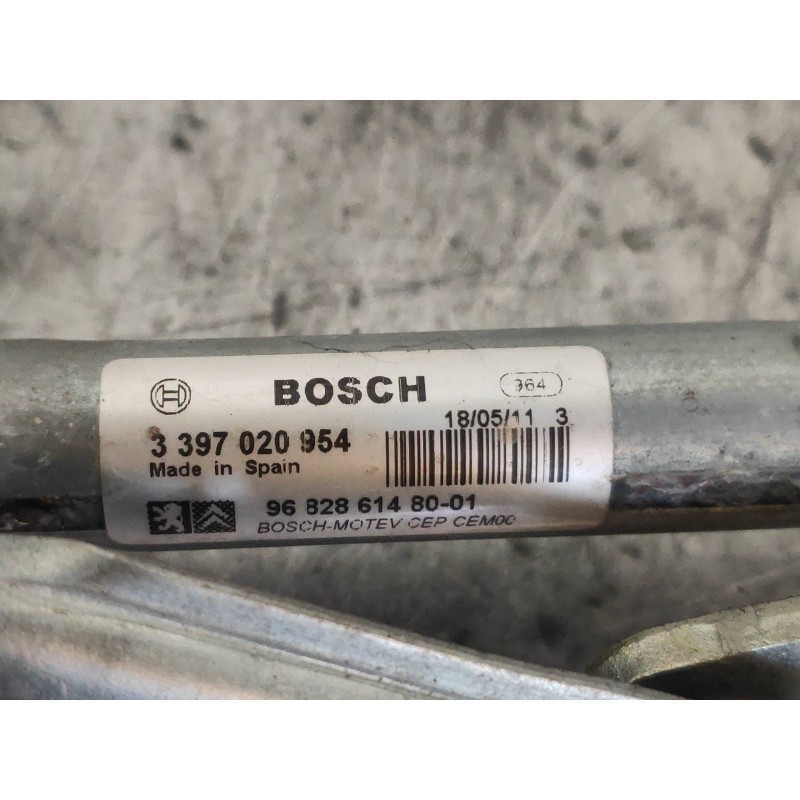 BOSCH
964
18/05/11 3
3 397 020 954
Made in Spain
96 828 614 80-01
BOSCH-MOTEV CEP CEM00